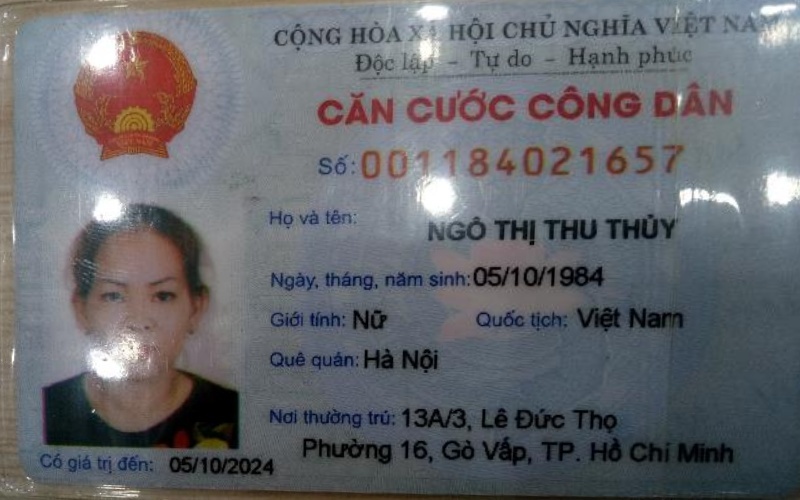 CỘNG HÒA XÃ HỘI CHỦ NGHĨA VIỆT NAM
Độc lập - Tự do - Hạnh phúc
CĂN CƯỚC CÔNG DÂN
Số: 001184021657
Họ và tên: NGÔ THỊ THU THỦY
Ngày, tháng, năm sinh: 05/10/1984
Giới tính: Nữ Quốc tịch: Việt Nam
Quê quán: Hà Nội
Nơi thường trú: 13A/3, Lê Đức Thọ
Phường 16, Gò Vấp, TP. Hồ Chí Minh
Có giá trị đến: 05/10/2024